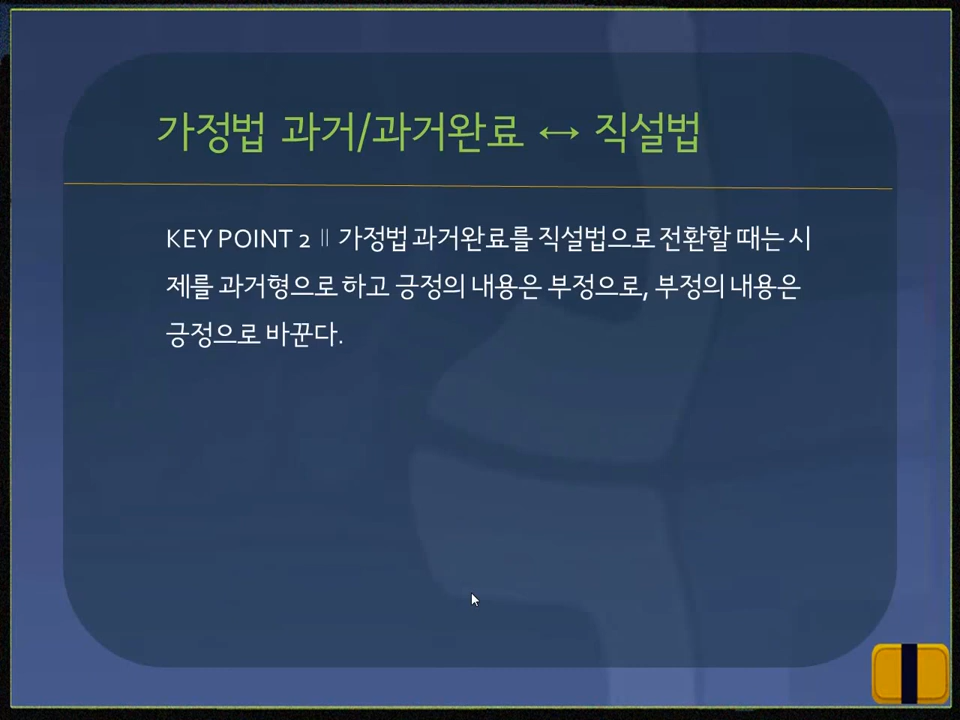 가정법 과거/과거완료 ↔ 직설법
KEY POINT 2 ∥ 가정법 과거완료를 직설법으로 전환할 때는 시
제를 과거형으로 하고 긍정의 내용은 부정으로, 부정의 내용은
긍정으로 바꾼다.